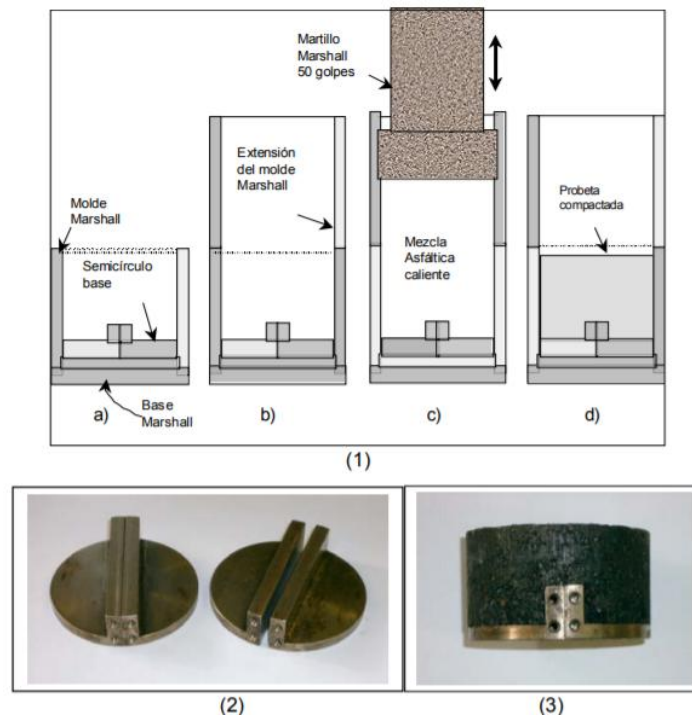 Martillo
Marshall
50 golpes
Extensión
del molde
Marshall
Molde
Marshall
Semicírculo
base
Mezcla
Asfáltica
caliente
Probeta
compactada
Base
Marshall
a)
b)
c)
d)
(1)
(2)
(3)